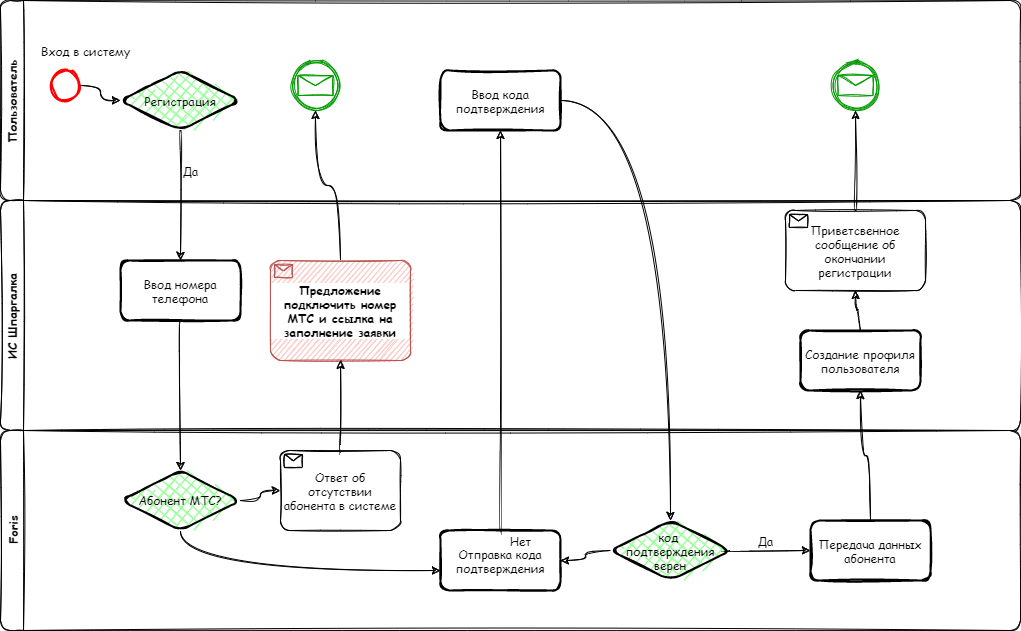 Пользователь
Вход в систему
Регистрация
Да
Ввод кода
подтверждения
ИС Шпаргалка
Ввод номера
телефона
Предложение
подключить номер
МТС и ссылка на
заполнение заявки
Приветсвенное
сообщение об
окончании
регистрации
Создание профиля
пользователя
Foris
Абонент МТС?
Ответ об
отсутствии
абонента в системе
Нет
Отправка кода
подтверждения
код
подтверждения
верен
Да
Передача данных
абонента